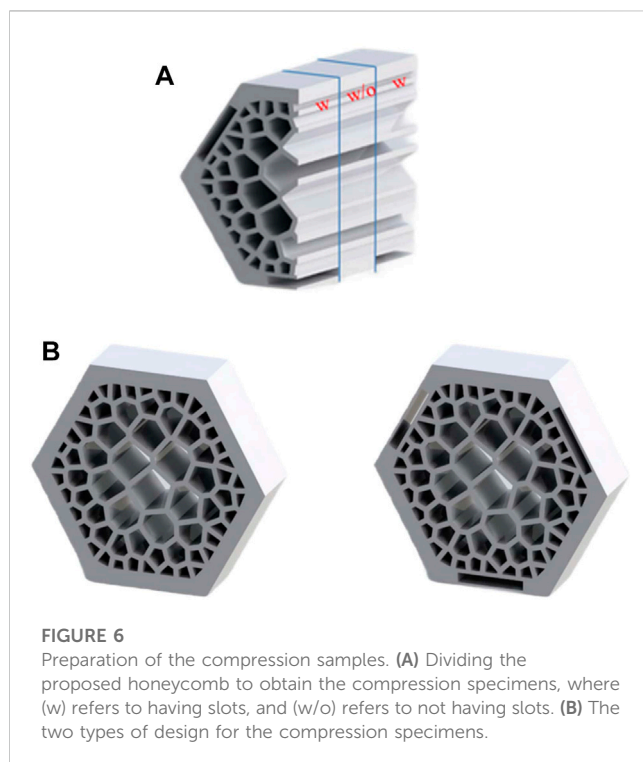 A
w w/o w
B
FIGURE 6
Preparation of the compression samples. (A) Dividing the
proposed honeycomb to obtain the compression specimens, where
(w) refers to having slots, and (w/o) refers to not having slots. (B) The
two types of design for the compression specimens.